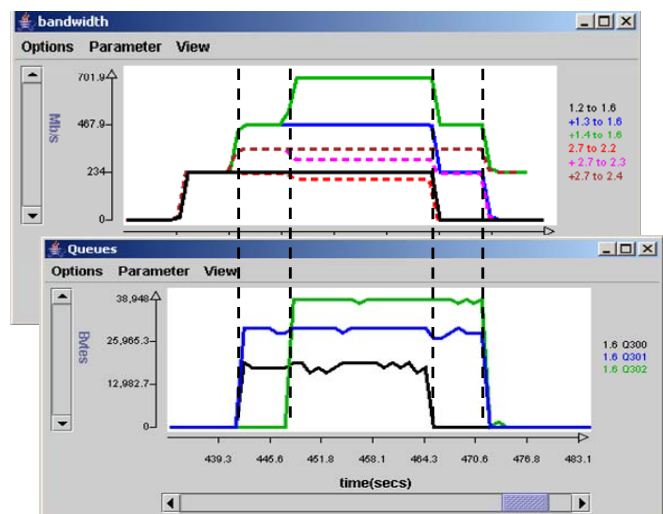 bandwidth
Options Parameter View
701.9
467.9
234
0
Mb/s
1.2 to 1.6
+1.3 to 1.6
+1.4 to 1.6
2.7 to 2.2
+ 2.7 to 2.3
+2.7 to 2.4
Queues
Options Parameter View
38,948
25,965.3
12,982.7
0
Bytes
1.6 Q300
1.6 Q301
1.6 Q302
439.3 445.6 451.8 458.1 464.3 470.6 476.8 483.1
time(secs)